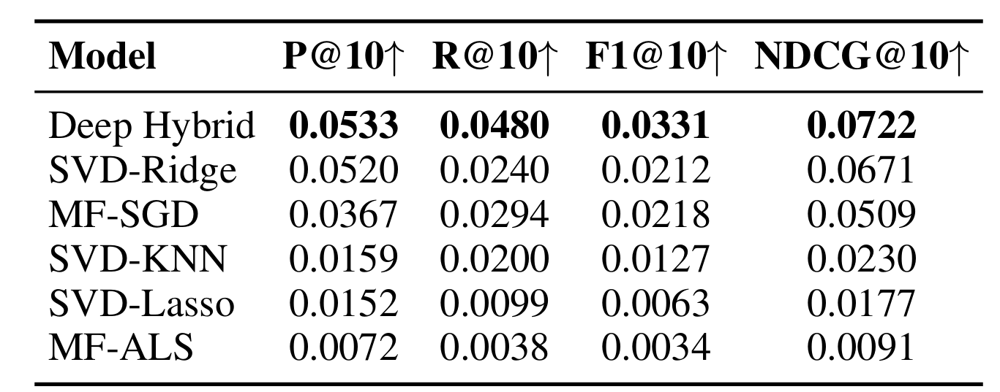 Model P@10↑ R@10↑ F1@10↑ NDCG@10↑
Deep Hybrid 0.0533 0.0480 0.0331 0.0722
SVD-Ridge 0.0520 0.0240 0.0212 0.0671
MF-SGD 0.0367 0.0294 0.0218 0.0509
SVD-KNN 0.0159 0.0200 0.0127 0.0230
SVD-Lasso 0.0152 0.0099 0.0063 0.0177
MF-ALS 0.0072 0.0038 0.0034 0.0091